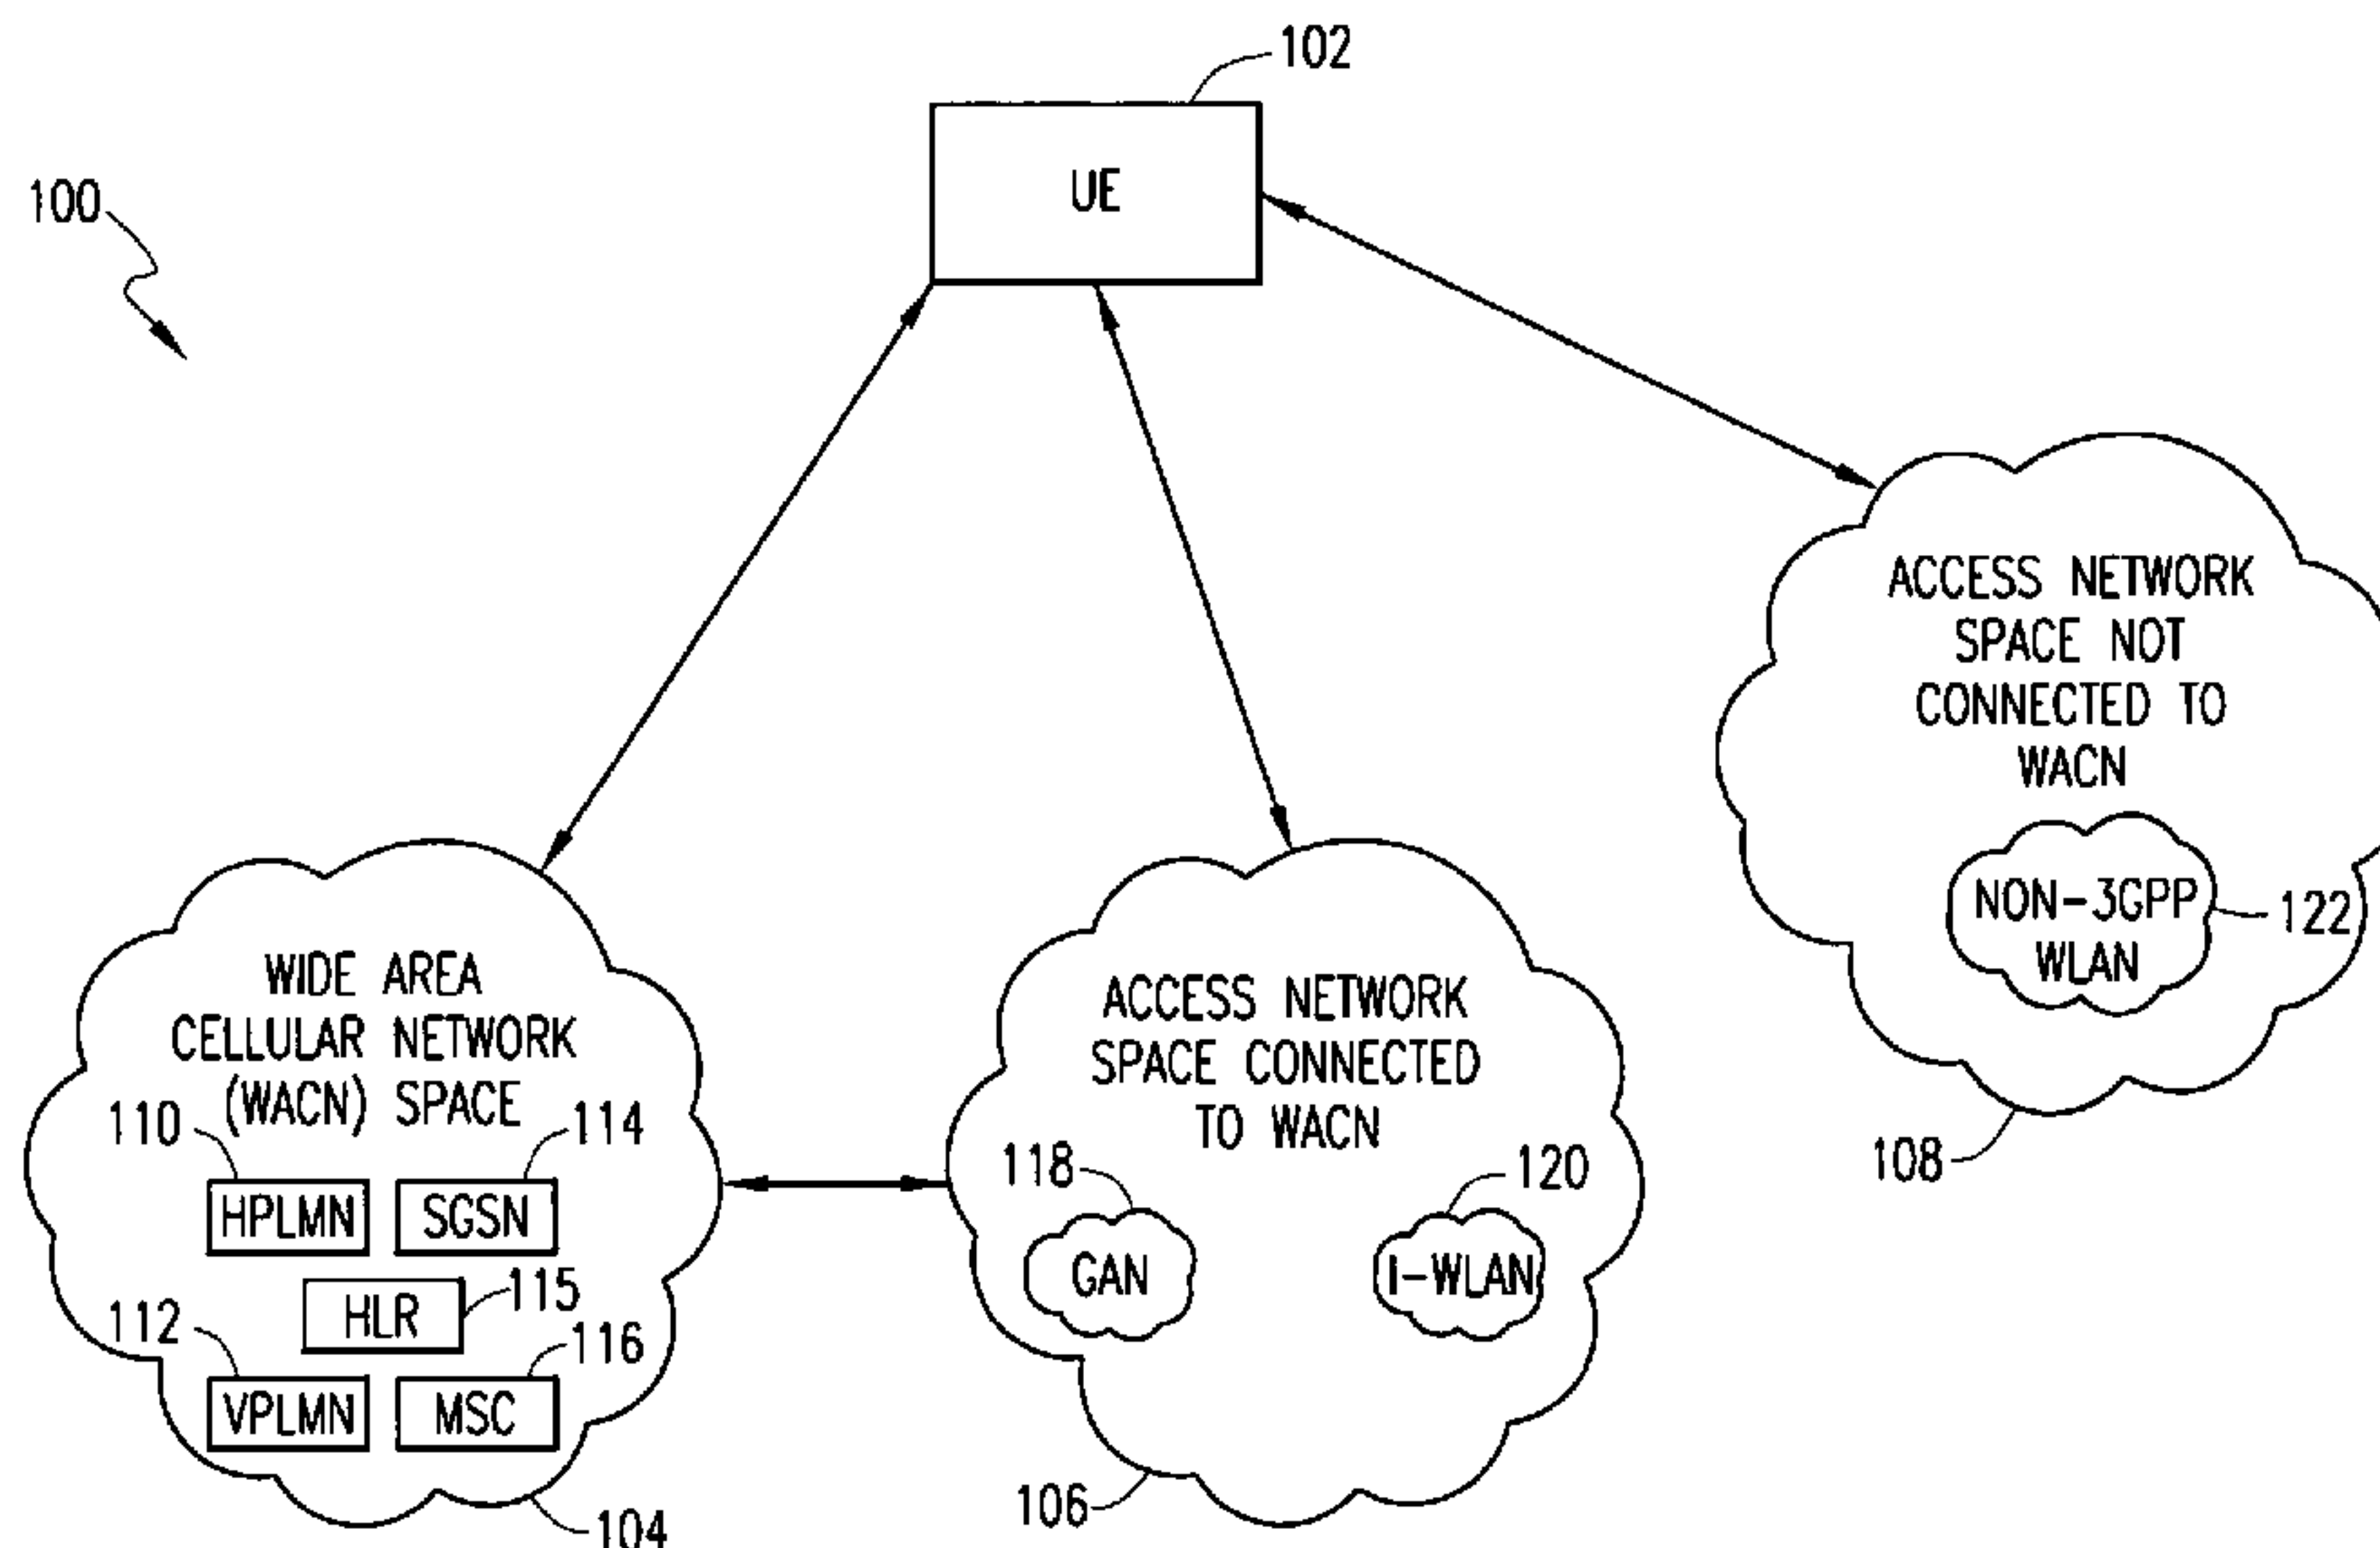 102
100
UE
ACCESS NETWORK
SPACE NOT
CONNECTED TO
WACN
NON-3GPP
WLAN
122
108
WIDE AREA
CELLULAR NETWORK
(WACN) SPACE
110
114
HPLMN
SGSN
HLR
115
112
116
VPLMN
MSC
104
ACCESS NETWORK
SPACE CONNECTED
TO WACN
118
120
GAN
I-WLAN
106